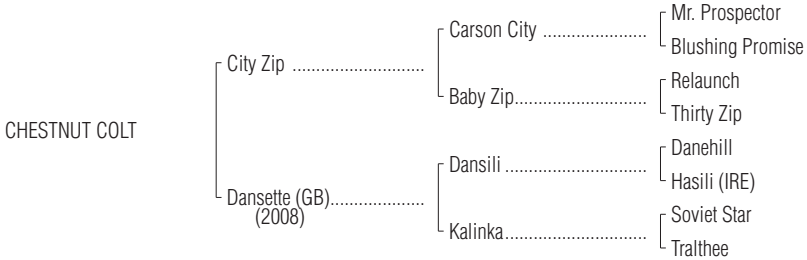 Mr. Prospector
Carson City ......................
Blushing Promise
City Zip ............................
Relaunch
Baby Zip............................
Thirty Zip
CHESTNUT COLT
Danehill
Dansili ..............................
Hasili (IRE)
Dansette (GB)....................
(2008)
Soviet Star
Kalinka..............................
Tralthee